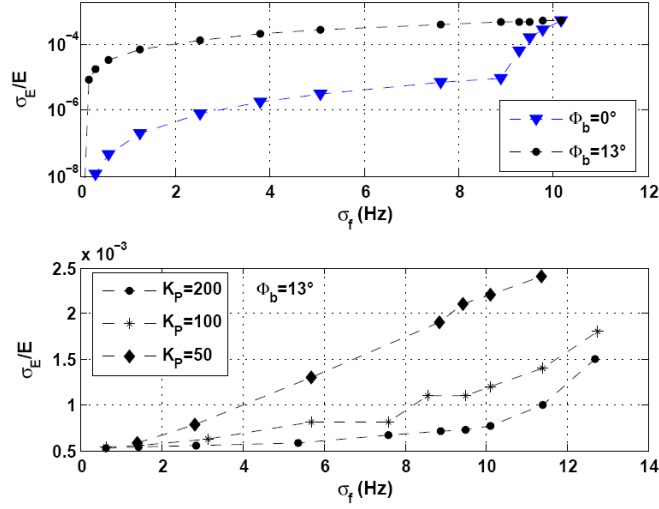 10⁻⁴
10⁻⁶
10⁻⁸
σ_E/E
0 2 4 6 8 10 12
σ_f (Hz)
Φ_b=0°
Φ_b=13°
x 10⁻³
2.5
2
1.5
1
0.5
σ_E/E
K_P=200
K_P=100
K_P=50
Φ_b=13°
0 2 4 6 8 10 12 14
σ_f (Hz)